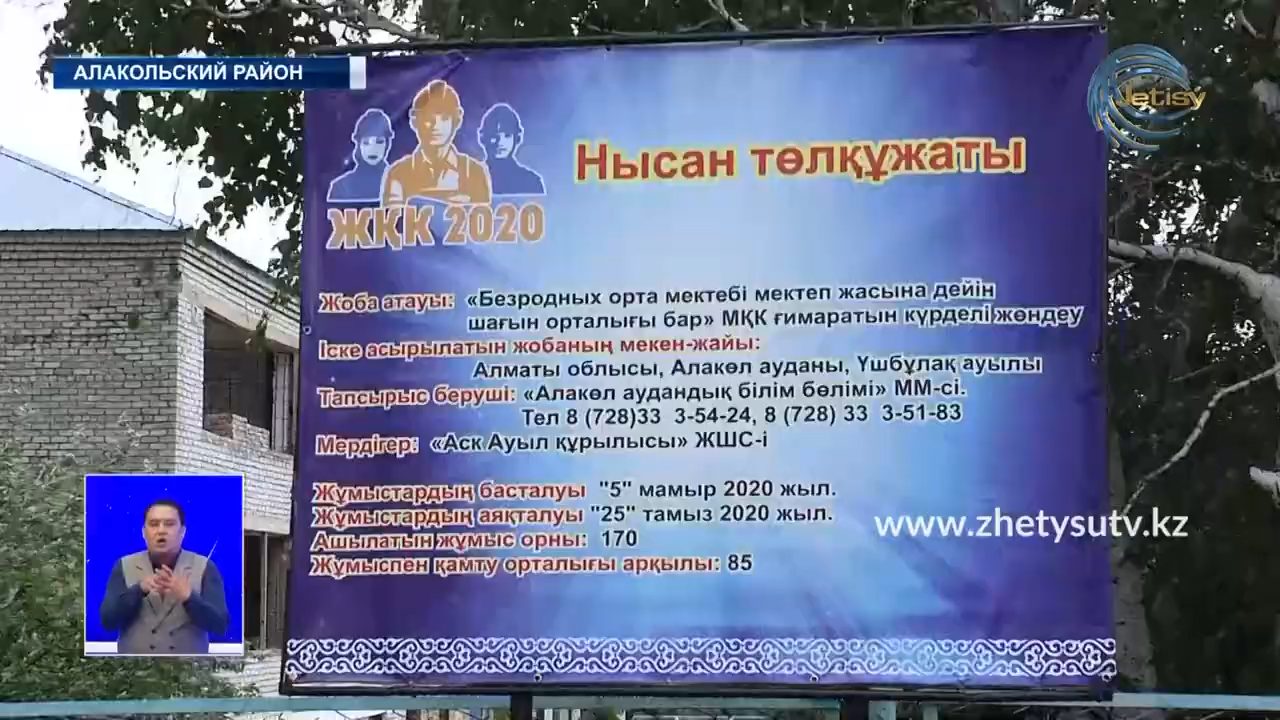 АЛАКОЛЬСКИЙ РАЙОН
Jetisý
ЖҚК 2020
Нысан төлқұжаты
Жоба атауы: «Безродных орта мектебі мектеп жасына дейін
шағын орталығы бар» МҚК ғимаратын күрделі жөндеу
Іске асырылатын жобаның мекен-жайы:
Алматы облысы, Алакөл ауданы, Үшбұлақ ауылы
Тапсырыс беруші: «Алакөл аудандық білім бөлімі» ММ-сі.
Тел 8 (728)33 3-54-24, 8 (728) 33 3-51-83
Мердігер: «Аск Ауыл құрылысы» ЖШС-і
Жұмыстардың басталуы "5" мамыр 2020 жыл.
Жұмыстардың аяқталуы "25" тамыз 2020 жыл.
Ашылатын жұмыс орны: 170
Жұмыспен қамту орталығы арқылы: 85
www.zhetysutv.kz